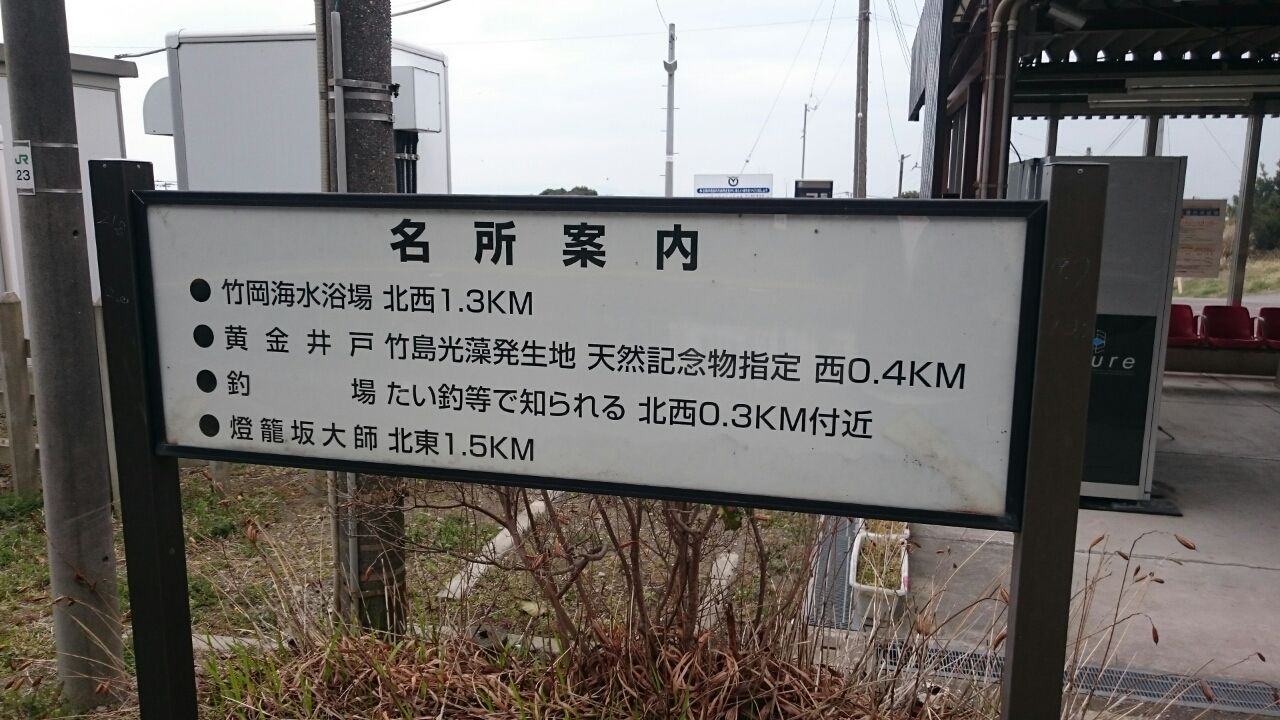 名所案内
● 竹岡海水浴場 北西1.3KM
● 黄金井戸 竹島光藻発生地 天然記念物指定 西0.4KM
● 釣場 たい釣等で知られる 北西0.3KM付近
● 燈籠坂大師 北東1.5KM
JR
23
ure